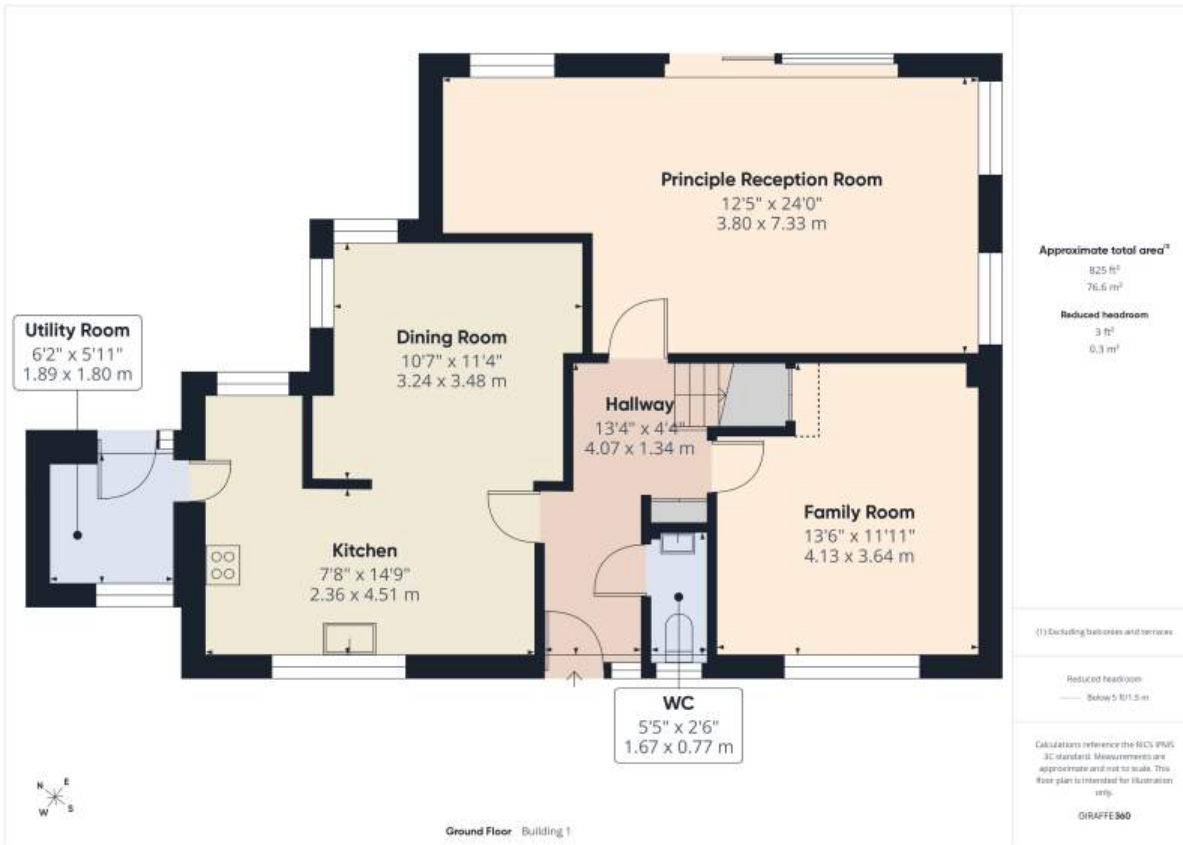 Principle Reception Room
12'5" x 24'0"
3.80 x 7.33 m
Utility Room
6'2" x 5'11"
1.89 x 1.80 m
Dining Room
10'7" x 11'4"
3.24 x 3.48 m
Hallway
13'4" x 4'4"
4.07 x 1.34 m
Kitchen
7'8" x 14'9"
2.36 x 4.51 m
Family Room
13'6" x 11'11"
4.13 x 3.64 m
WC
5'5" x 2'6"
1.67 x 0.77 m
N E
W S
Ground Floor Building 1
Approximate total area(1)
825 ft²
76.6 m²
Reduced headroom
3 ft²
0.3 m²
(1) Excluding balconies and terraces
Reduced headroom
Below 5 ft/1.5 m
Calculations reference the RICS IPMS
3C standard. Measurements are
approximate and not to scale. This
floor plan is intended for illustration
only.
GIRAFFE360